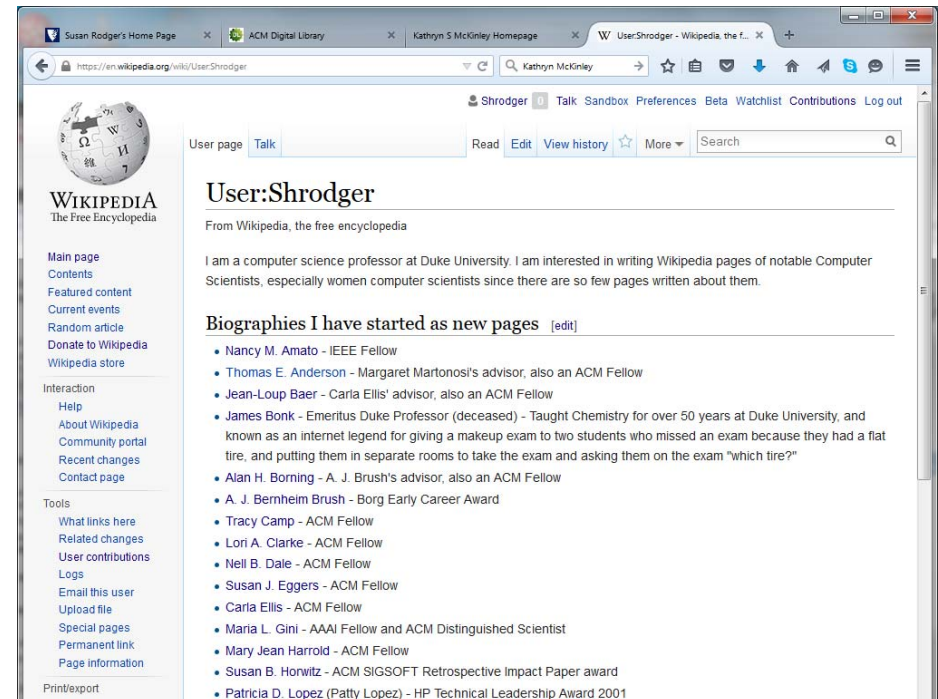 Susan Rodger's Home Page
ACM Digital Library
Kathryn S McKinley Homepage
User:Shrodger - Wikipedia, the f...
https://en.wikipedia.org/wiki/User:Shrodger
Kathryn McKinley
Shrodger 0 Talk Sandbox Preferences Beta Watchlist Contributions Log out
User page Talk Read Edit View history More Search
WIKIPEDIA
The Free Encyclopedia
Main page
Contents
Featured content
Current events
Random article
Donate to Wikipedia
Wikipedia store
Interaction
Help
About Wikipedia
Community portal
Recent changes
Contact page
Tools
What links here
Related changes
User contributions
Logs
Email this user
Upload file
Special pages
Permanent link
Page information
Print/export
User:Shrodger
From Wikipedia, the free encyclopedia
I am a computer science professor at Duke University. I am interested in writing Wikipedia pages of notable Computer
Scientists, especially women computer scientists since there are so few pages written about them.
Biographies I have started as new pages [edit]
• Nancy M. Amato - IEEE Fellow
• Thomas E. Anderson - Margaret Martonosi's advisor, also an ACM Fellow
• Jean-Loup Baer - Carla Ellis' advisor, also an ACM Fellow
• James Bonk - Emeritus Duke Professor (deceased) - Taught Chemistry for over 50 years at Duke University, and
known as an internet legend for giving a makeup exam to two students who missed an exam because they had a flat
tire, and putting them in separate rooms to take the exam and asking them on the exam "which tire?"
• Alan H. Borning - A. J. Brush's advisor, also an ACM Fellow
• A. J. Bernheim Brush - Borg Early Career Award
• Tracy Camp - ACM Fellow
• Lori A. Clarke - ACM Fellow
• Nell B. Dale - ACM Fellow
• Susan J. Eggers - ACM Fellow
• Carla Ellis - ACM Fellow
• Maria L. Gini - AAAI Fellow and ACM Distinguished Scientist
• Mary Jean Harrold - ACM Fellow
• Susan B. Horwitz - ACM SIGSOFT Retrospective Impact Paper award
• Patricia D. Lopez (Patty Lopez) - HP Technical Leadership Award 2001